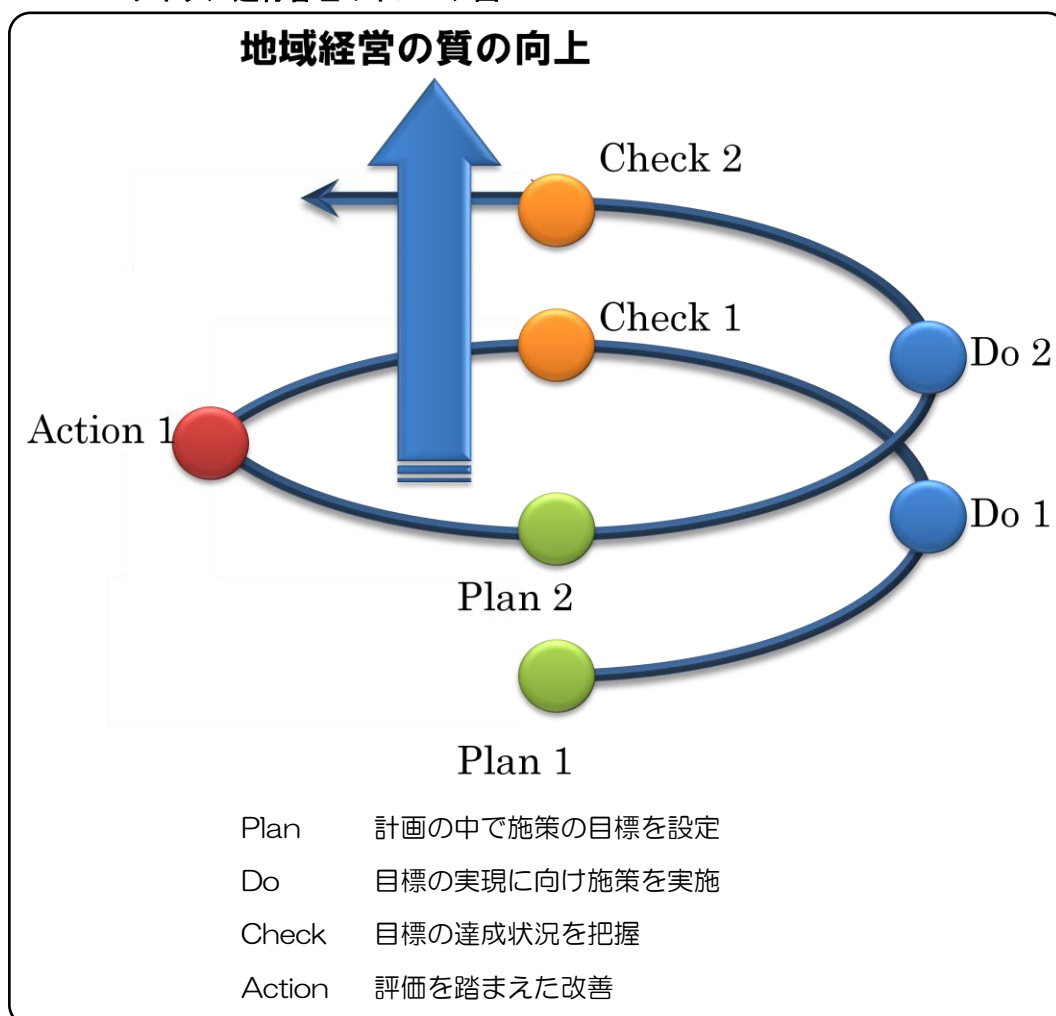 地域経営の質の向上
Check 2
Check 1
Do 2
Action 1
Do 1
Plan 2
Plan 1
Plan 計画の中で施策の目標を設定
Do 目標の実現に向け施策を実施
Check 目標の達成状況を把握
Action 評価を踏まえた改善